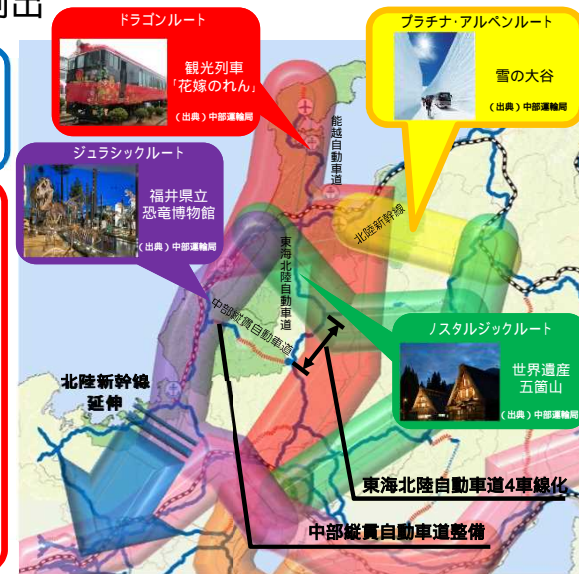 創出
ドラゴンルート
観光列車
「花嫁のれん」
（出典）中部運輸局
プラチナ・アルペンルート
雪の大谷
（出典）中部運輸局
ジュラシックルート
福井県立
恐竜博物館
（出典）中部運輸局
能越自動車道
北陸新幹線
東海北陸自動車道
中部縦貫自動車道
ノスタルジックルート
世界遺産
五箇山
（出典）中部運輸局
北陸新幹線
延伸
東海北陸自動車道4車線化
中部縦貫自動車道整備